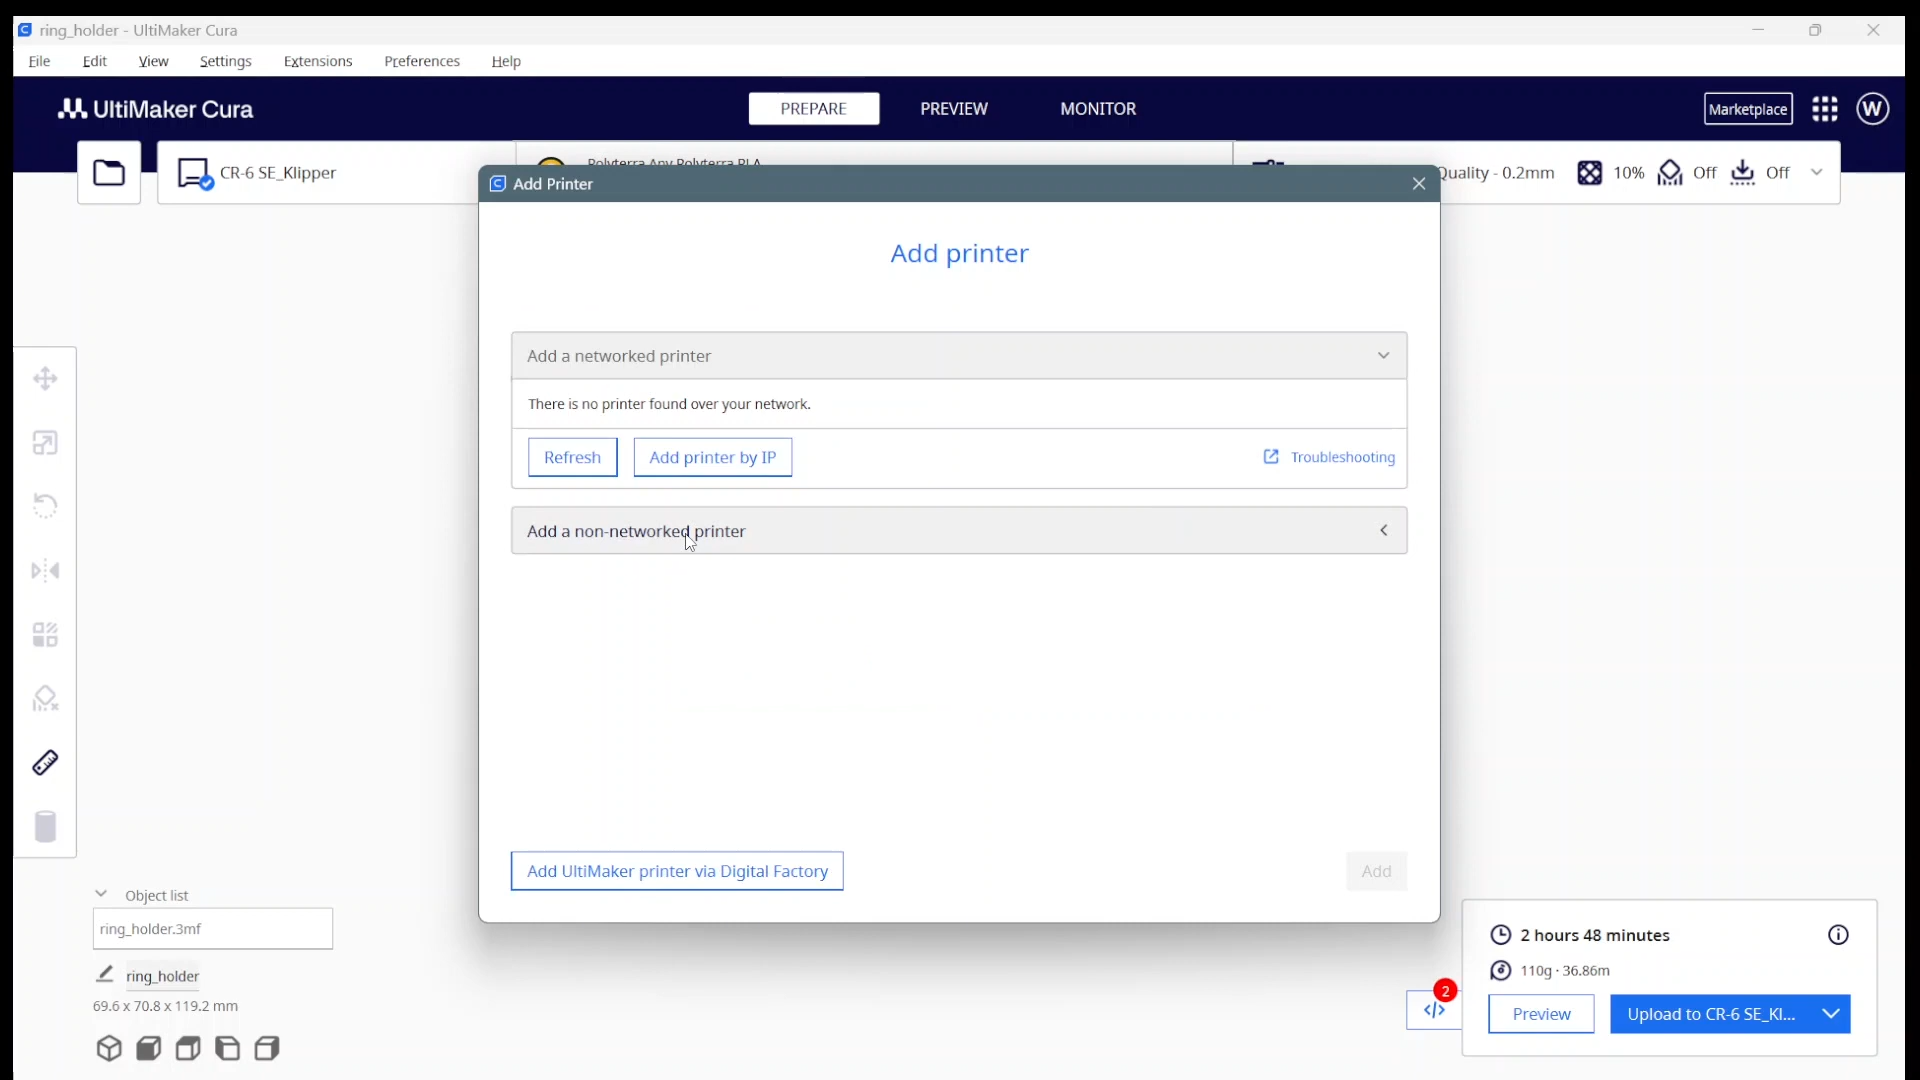 ring_holder - UltiMaker Cura
File Edit View Settings Extensions Preferences Help
UltiMaker Cura
PREPARE PREVIEW MONITOR
Marketplace W
CR-6 SE_Klipper
Polyterra Any Polyterra PLA
Quality - 0.2mm 10% Off Off
Add Printer
Add printer
Add a networked printer
There is no printer found over your network.
Refresh Add printer by IP Troubleshooting
Add a non-networked printer
Add UltiMaker printer via Digital Factory Add
Object list
ring_holder.3mf
ring_holder
69.6 x 70.8 x 119.2 mm
2 hours 48 minutes
110g · 36.86m
2
Preview Upload to CR-6 SE_Kl...